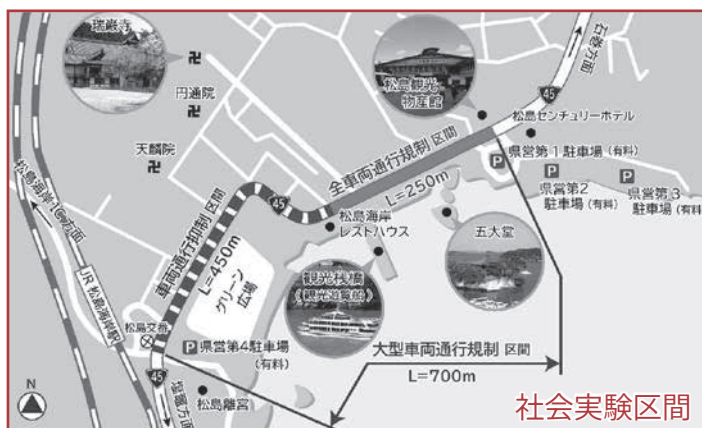 瑞巌寺
円通院
天麟院
松島観光
物産館
石巻方面
45
松島センチュリーホテル
P 県営第1駐車場(有料)
P
県営第2
駐車場(有料)
P
県営第3
駐車場(有料)
全車両通行規制 区間
L=250m
45
車両通行抑制 区間
L=450m
松島海岸
レストハウス
五大堂
観光桟橋
(観光遊覧船)
グリーン
広場
松島海岸IC方面
JR 松島海岸駅
松島交番
P 県営第4駐車場
(有料)
大型車両通行規制 区間
L=700m
45
塩竈方面
松島離宮
N
社会実験区間